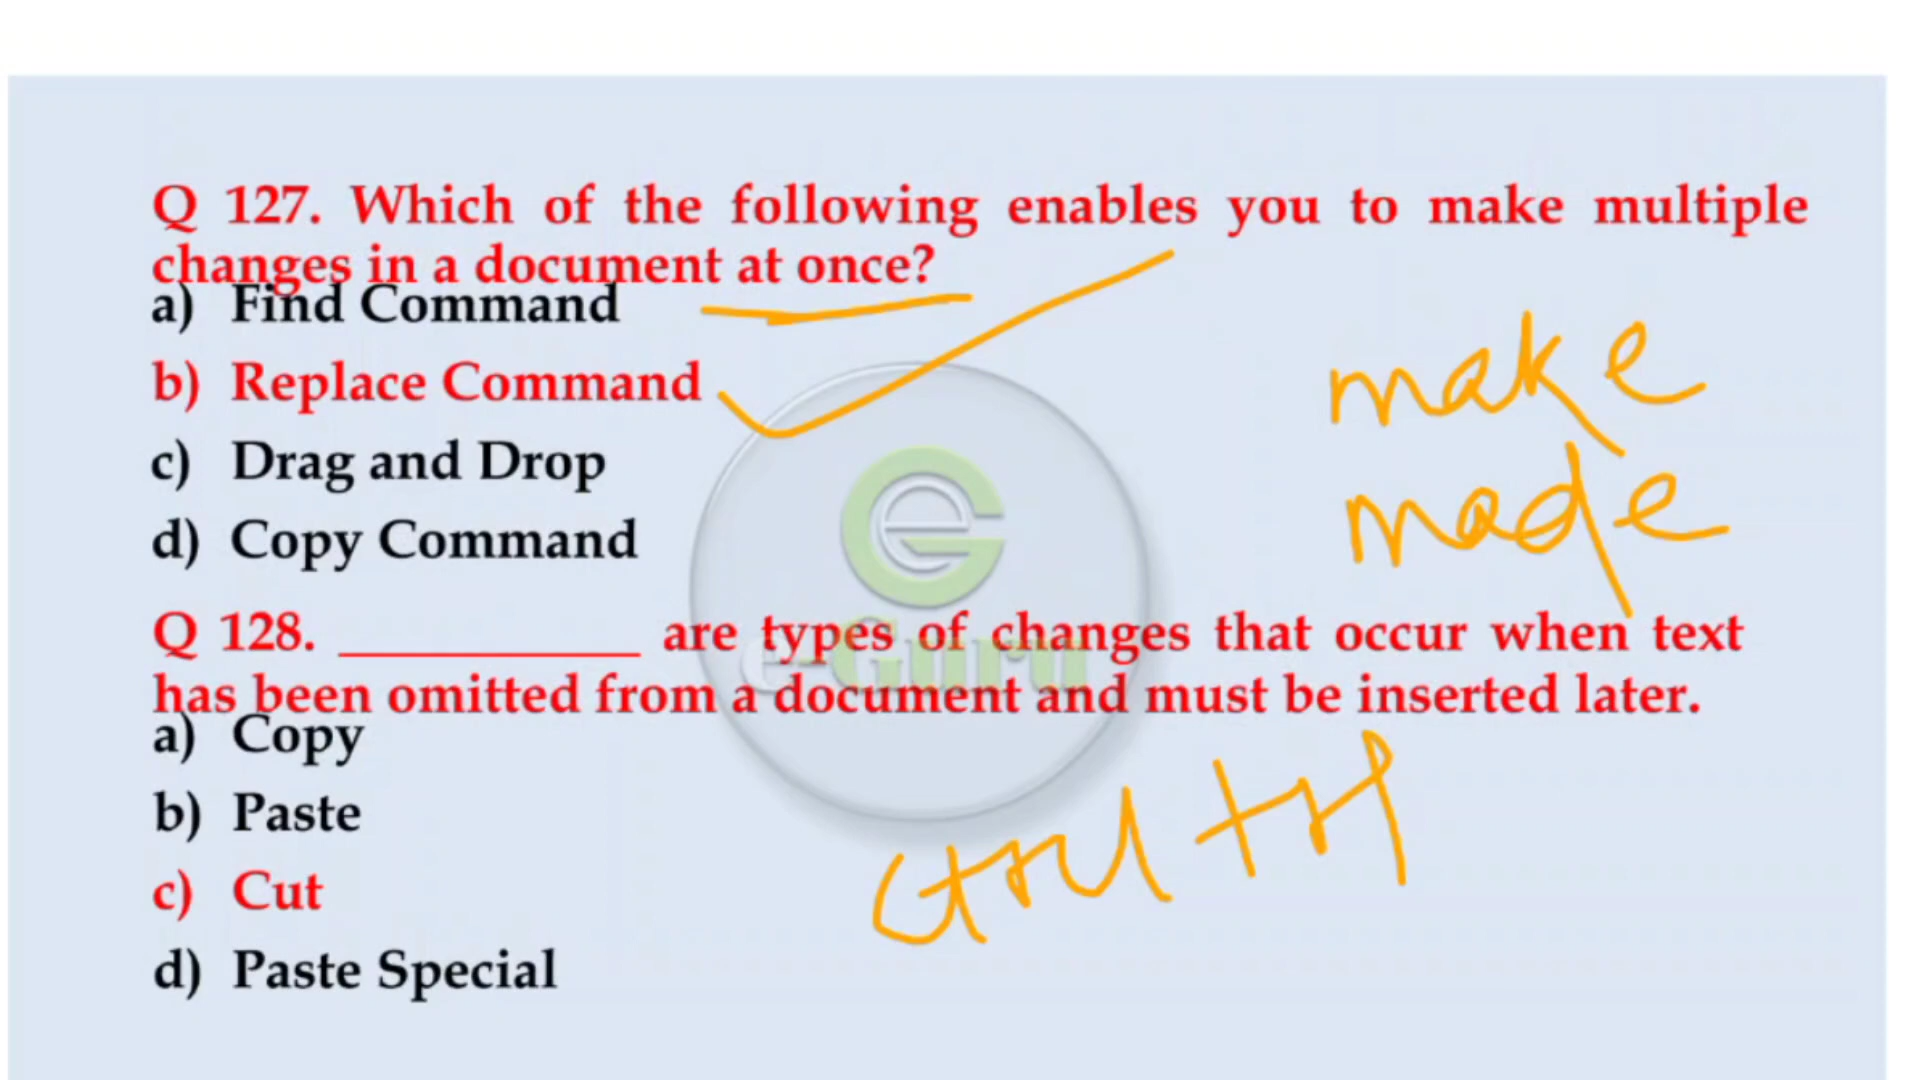 Q 127. Which of the following enables you to make multiple
changes in a document at once?
a) Find Command
b) Replace Command
c) Drag and Drop
d) Copy Command
make
made
Q 128. ____________ are types of changes that occur when text
has been omitted from a document and must be inserted later.
e-Guru
a) Copy
b) Paste
c) Cut
d) Paste Special
ctrl + H